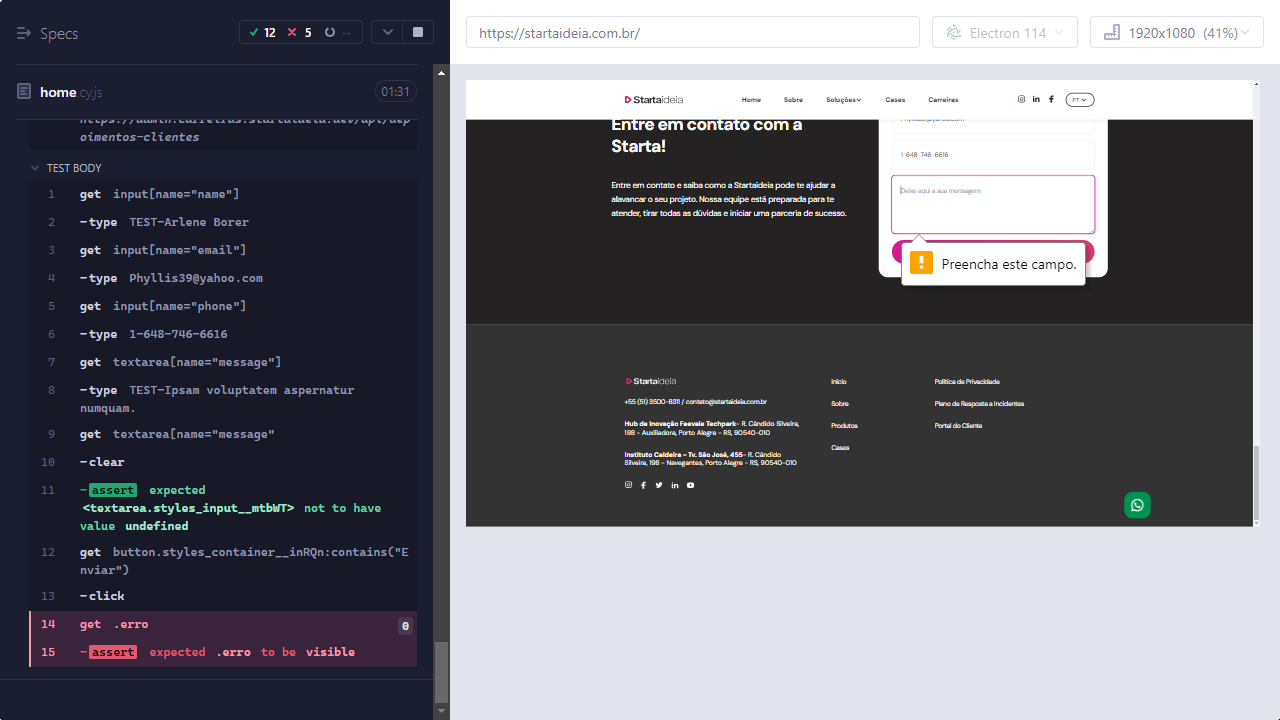 Specs
12
5
--
home.cy.js
01:31
https://admin.carreiras.startaideia.dev/api/dep
oimentos-clientes
TEST BODY
1 get input[name="name"]
2 -type TEST-Arlene Borer
3 get input[name="email"]
4 -type Phyllis39@yahoo.com
5 get input[name="phone"]
6 -type 1-648-746-6616
7 get textarea[name="message"]
8 -type TEST-Ipsam voluptatem aspernatur
numquam.
9 get textarea[name="message"
10 -clear
11 -assert expected
<textarea.styles_input__mtbWT> not to have
value undefined
12 get button.styles_container__inRQn:contains("E
nviar")
13 -click
14 get .erro 0
15 -assert expected .erro to be visible
https://startaideia.com.br/
Electron 114
1920x1080 (41%)
Startaideia
Home
Sobre
Soluções
Cases
Carreiras
PT
Entre em contato com a
Starta!
Entre em contato e saiba como a Startaideia pode te ajudar a
alavancar o seu projeto. Nossa equipe está preparada para te
atender, tirar todas as dúvidas e iniciar uma parceria de sucesso.
Phyllis39@yahoo.com
1-648-746-6616
Deixe aqui a sua mensagem
Preencha este campo.
Startaideia
+55 (51) 3500-8311 / contato@startaideia.com.br
Hub de Inovação Feevale Techpark- R. Cândido Silveira,
198 - Auxiliadora, Porto Alegre - RS, 90540-010
Instituto Caldeira - Tv. São José, 455- R. Cândido
Silveira, 198 - Navegantes, Porto Alegre - RS, 90540-010
Início
Sobre
Produtos
Cases
Política de Privacidade
Plano de Resposta a Incidentes
Portal do Cliente